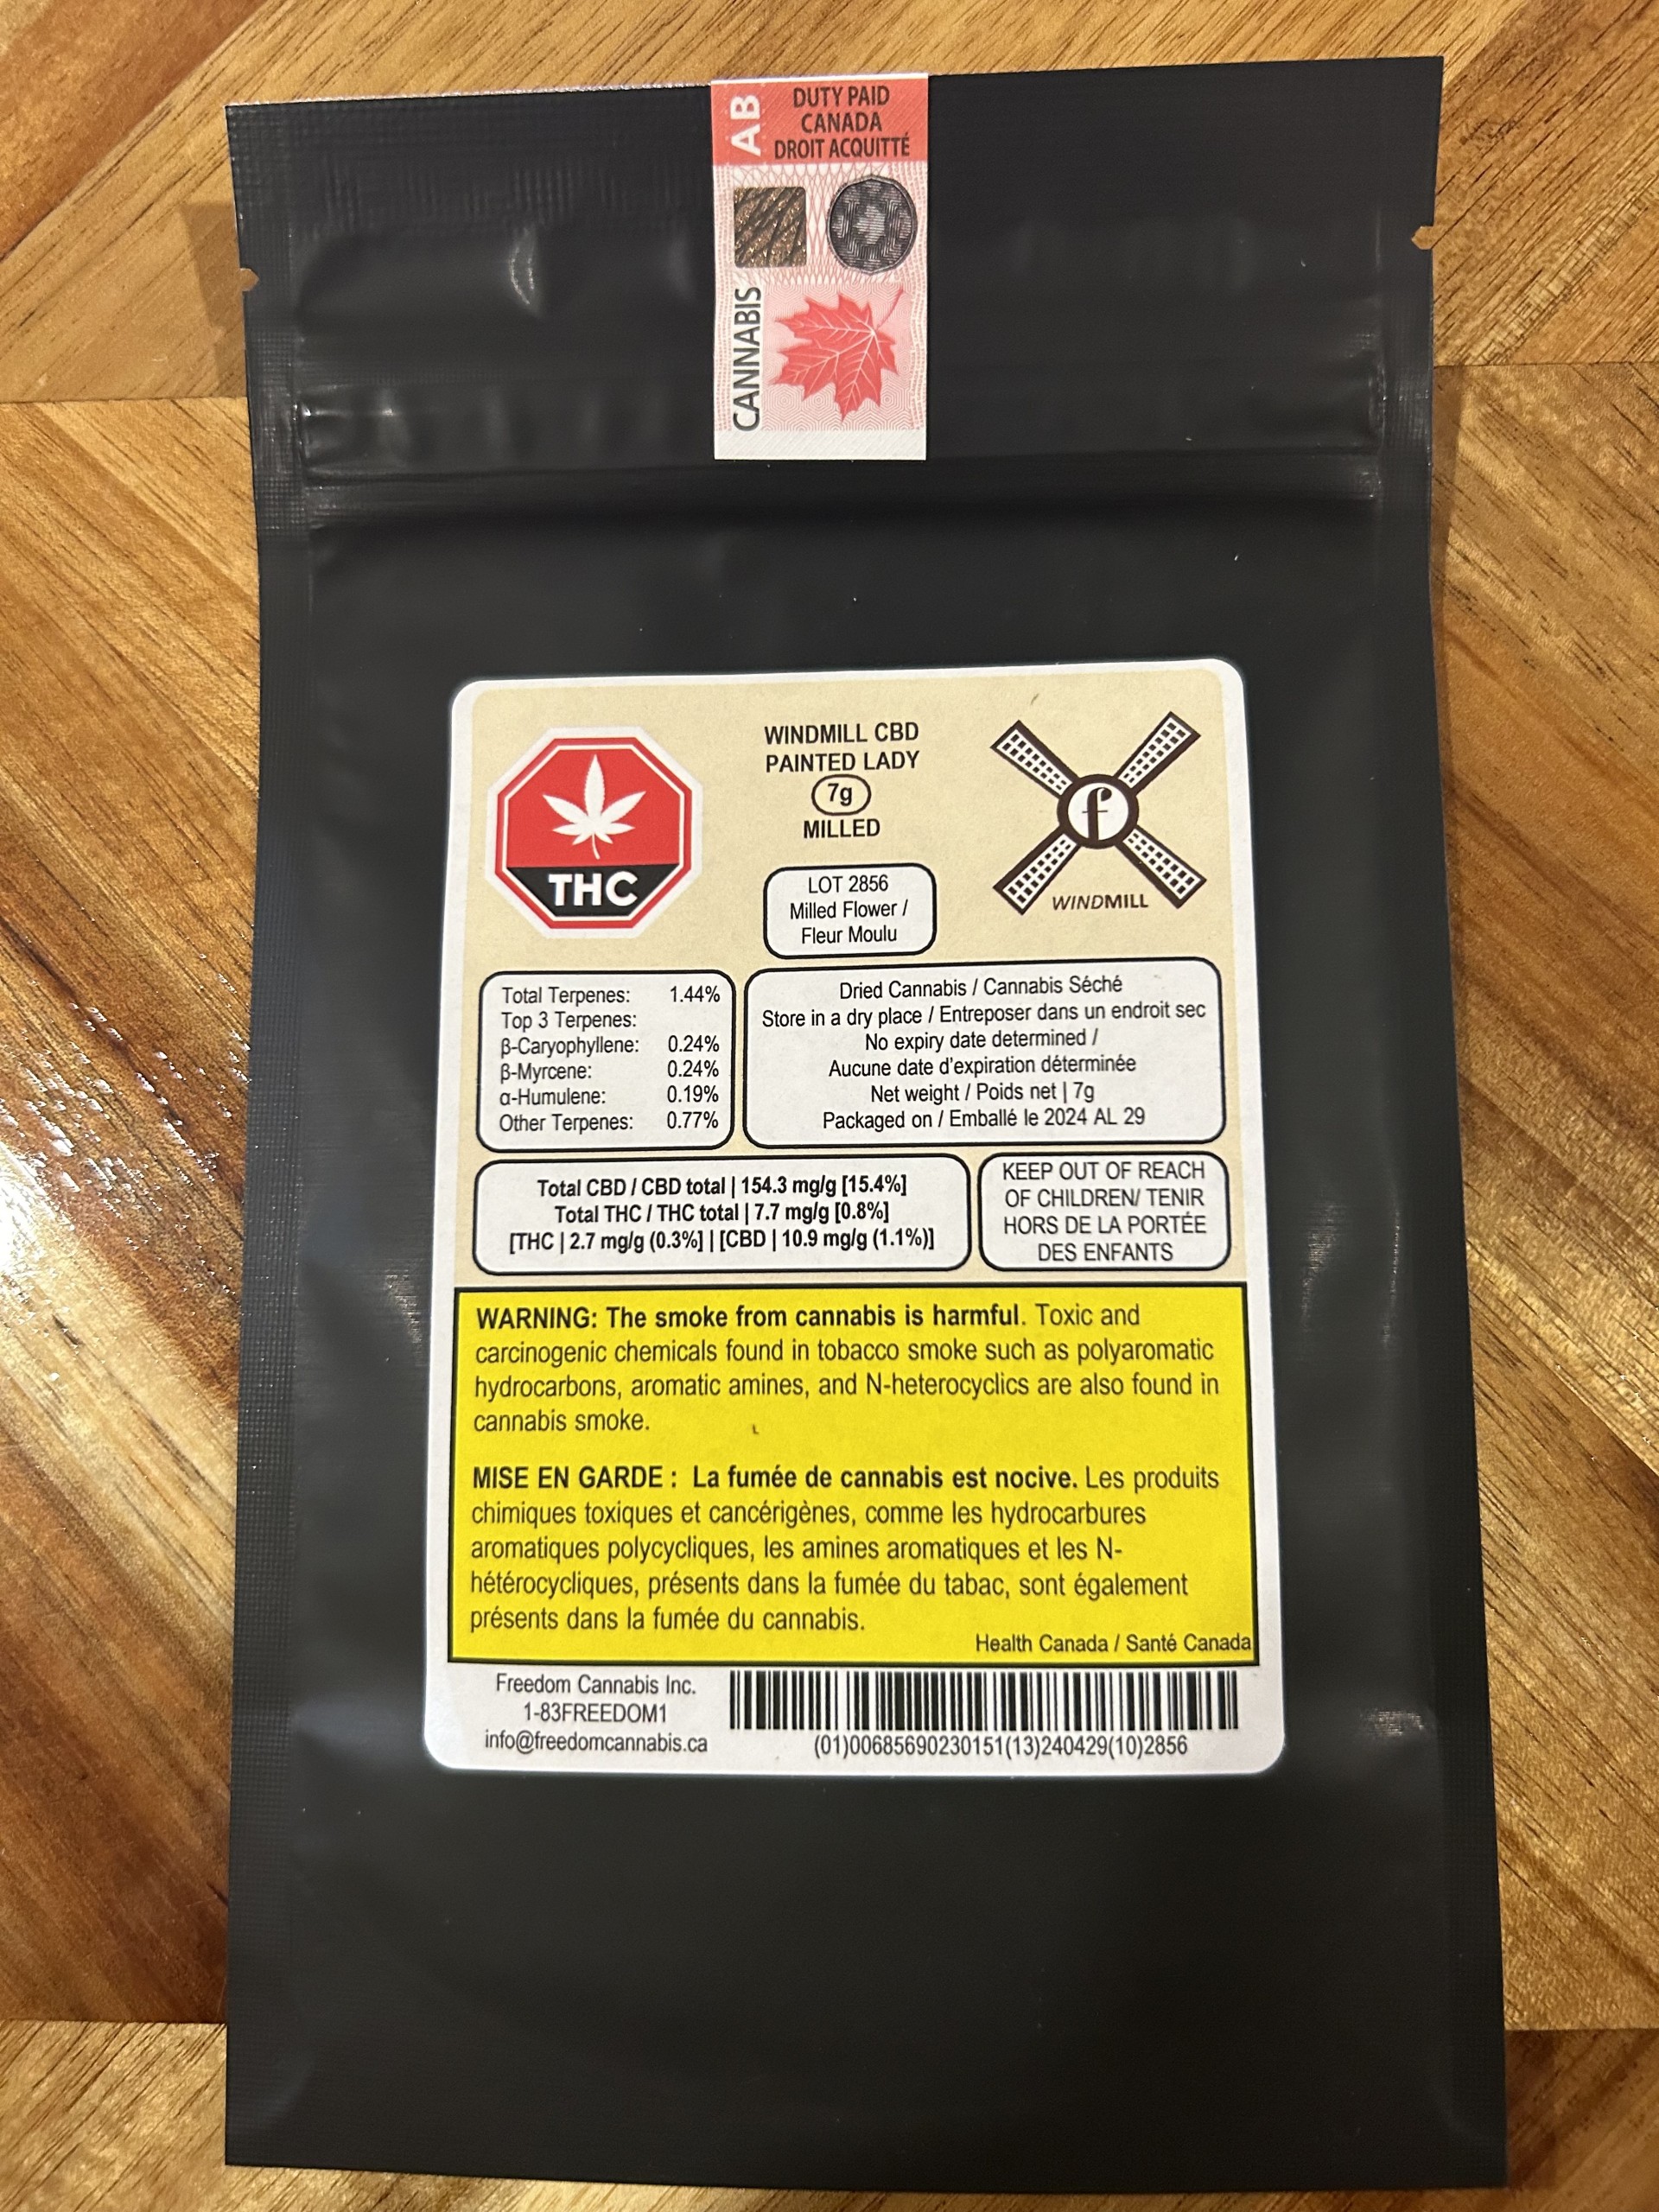 AB
DUTY PAID
CANADA
DROIT ACQUITTÉ
CANNABIS
THC
WINDMILL CBD
PAINTED LADY
7g
MILLED
LOT 2856
Milled Flower /
Fleur Moulu
f
WINDMILL
Total Terpenes: 1.44%
Top 3 Terpenes:
β-Caryophyllene: 0.24%
β-Myrcene: 0.24%
α-Humulene: 0.19%
Other Terpenes: 0.77%
Dried Cannabis / Cannabis Séché
Store in a dry place / Entreposer dans un endroit sec
No expiry date determined /
Aucune date d'expiration déterminée
Net weight / Poids net | 7g
Packaged on / Emballé le 2024 AL 29
Total CBD / CBD total | 154.3 mg/g [15.4%]
Total THC / THC total | 7.7 mg/g [0.8%]
[THC | 2.7 mg/g (0.3%] | [CBD | 10.9 mg/g (1.1%)]
KEEP OUT OF REACH
OF CHILDREN/ TENIR
HORS DE LA PORTÉE
DES ENFANTS
WARNING: The smoke from cannabis is harmful. Toxic and
carcinogenic chemicals found in tobacco smoke such as polyaromatic
hydrocarbons, aromatic amines, and N-heterocyclics are also found in
cannabis smoke.
MISE EN GARDE : La fumée de cannabis est nocive. Les produits
chimiques toxiques et cancérigènes, comme les hydrocarbures
aromatiques polycycliques, les amines aromatiques et les N-
hétérocycliques, présents dans la fumée du tabac, sont également
présents dans la fumée du cannabis.
Health Canada / Santé Canada
Freedom Cannabis Inc.
1-83FREEDOM1
info@freedomcannabis.ca
(01)00685690230151(13)240429(10)2856